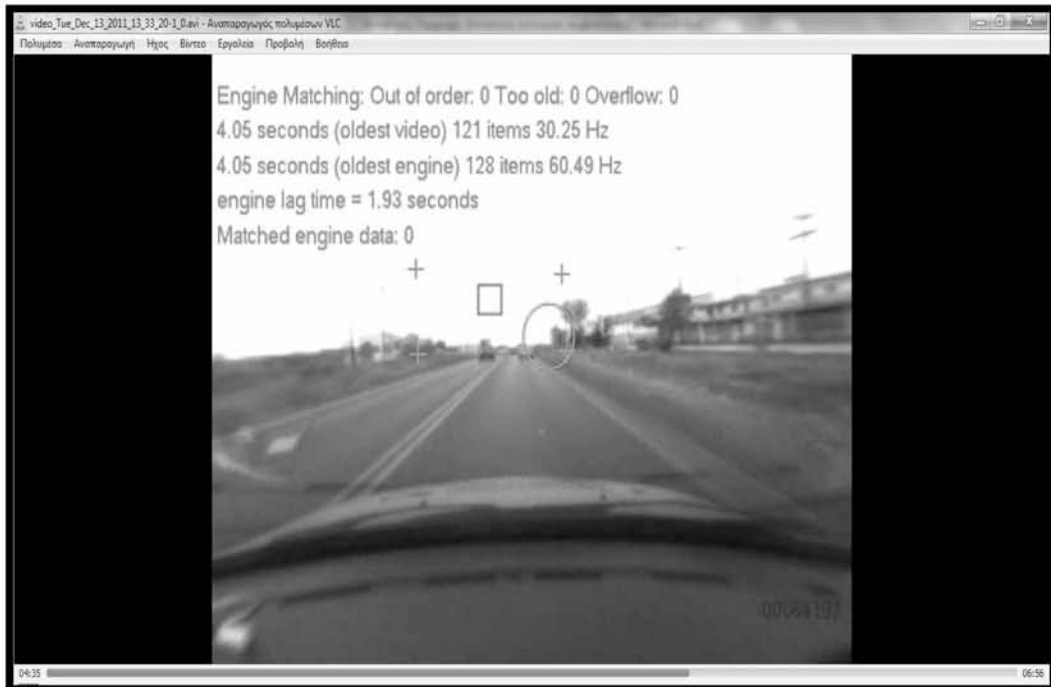 video_Tue_Dec_13_2011_13_33_20-1_0.avi - Αναπαραγωγός πολυμέσων VLC
Πολυμέσα Αναπαραγωγή Ήχος Βίντεο Εργαλεία Προβολή Βοήθεια
Engine Matching: Out of order: 0 Too old: 0 Overflow: 0
4.05 seconds (oldest video) 121 items 30.25 Hz
4.05 seconds (oldest engine) 128 items 60.49 Hz
engine lag time = 1.93 seconds
Matched engine data: 0
04:35 06:56